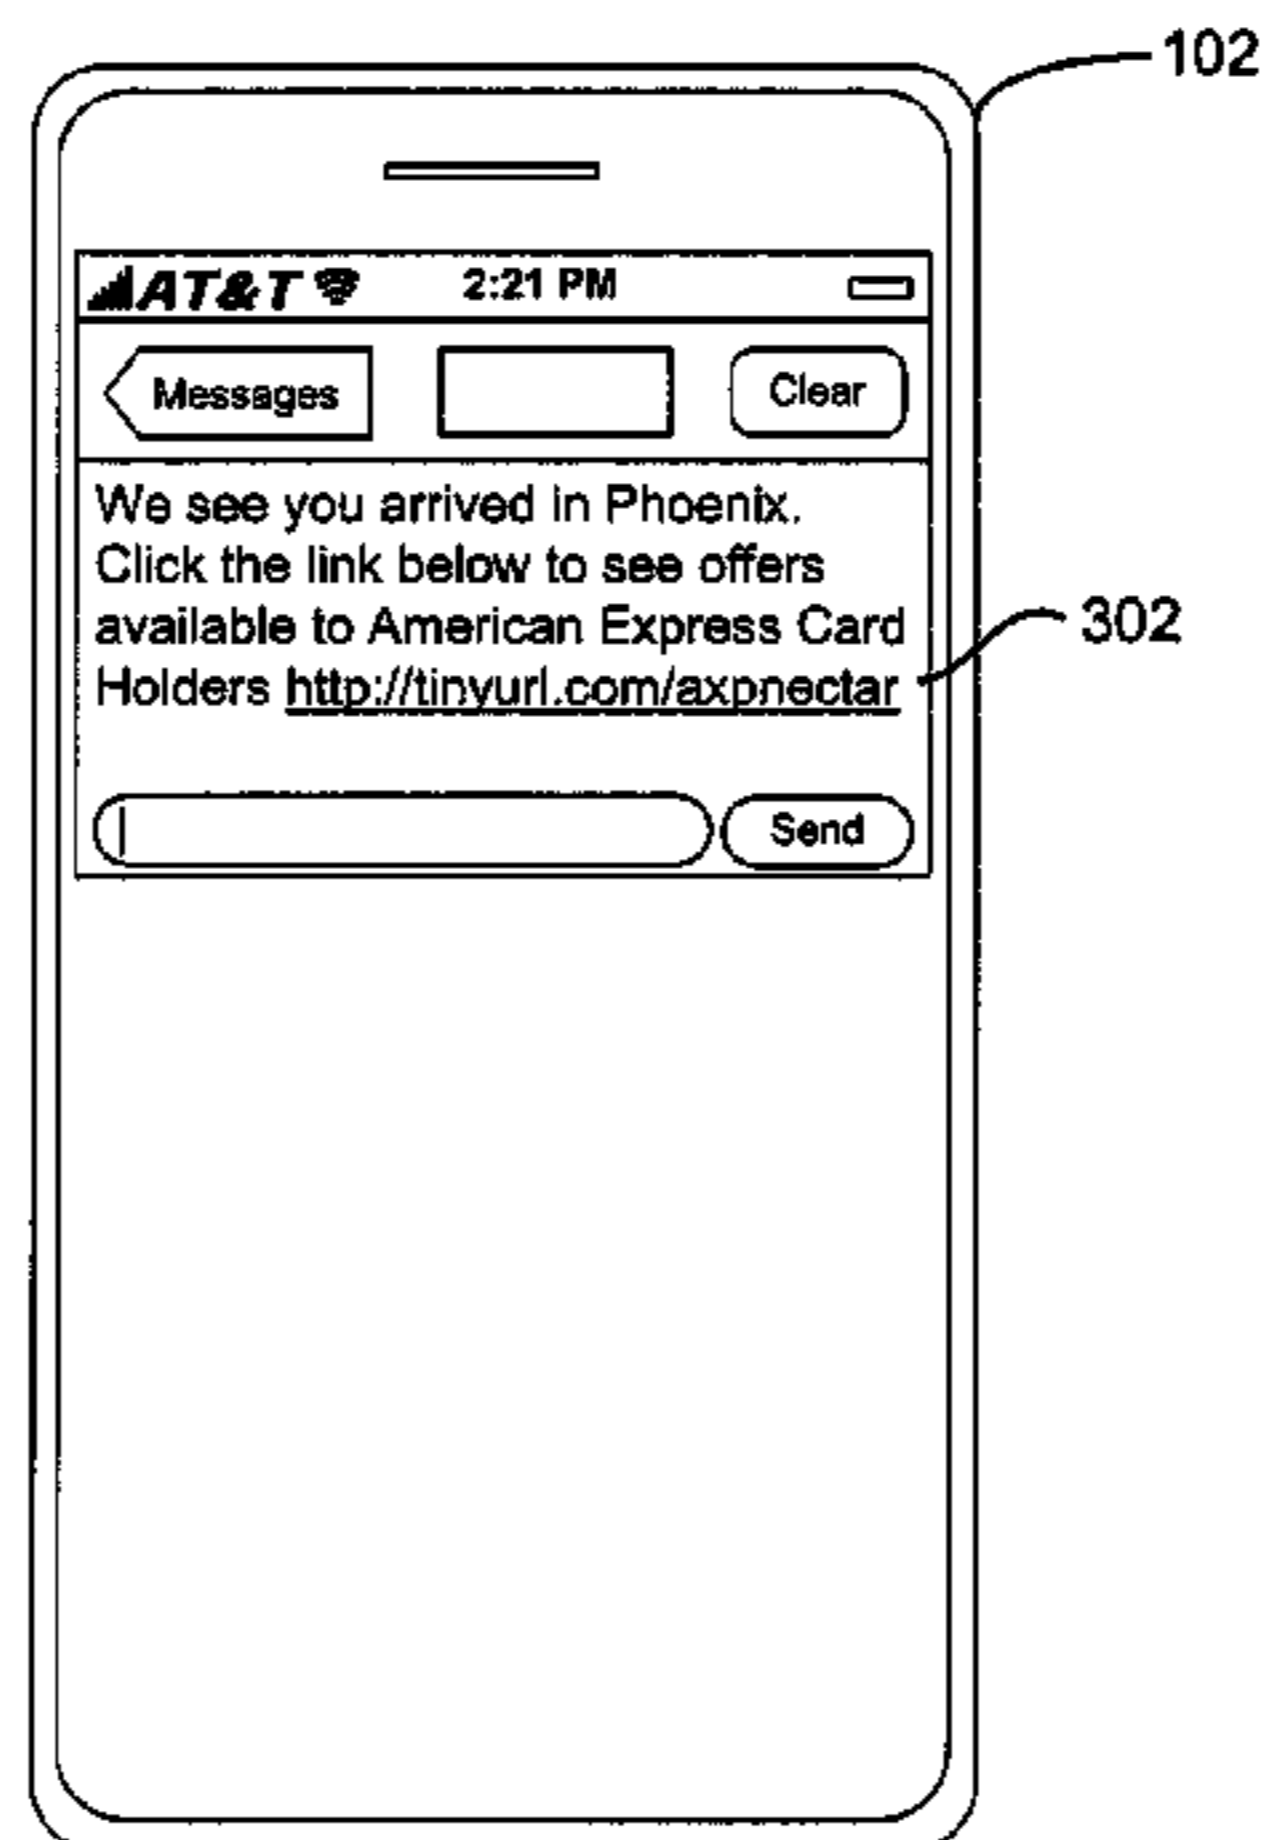 102
AT&T 2:21 PM
Messages Clear
We see you arrived in Phoenix.
Click the link below to see offers
available to American Express Card
Holders http://tinyurl.com/axpnectar
302
Send